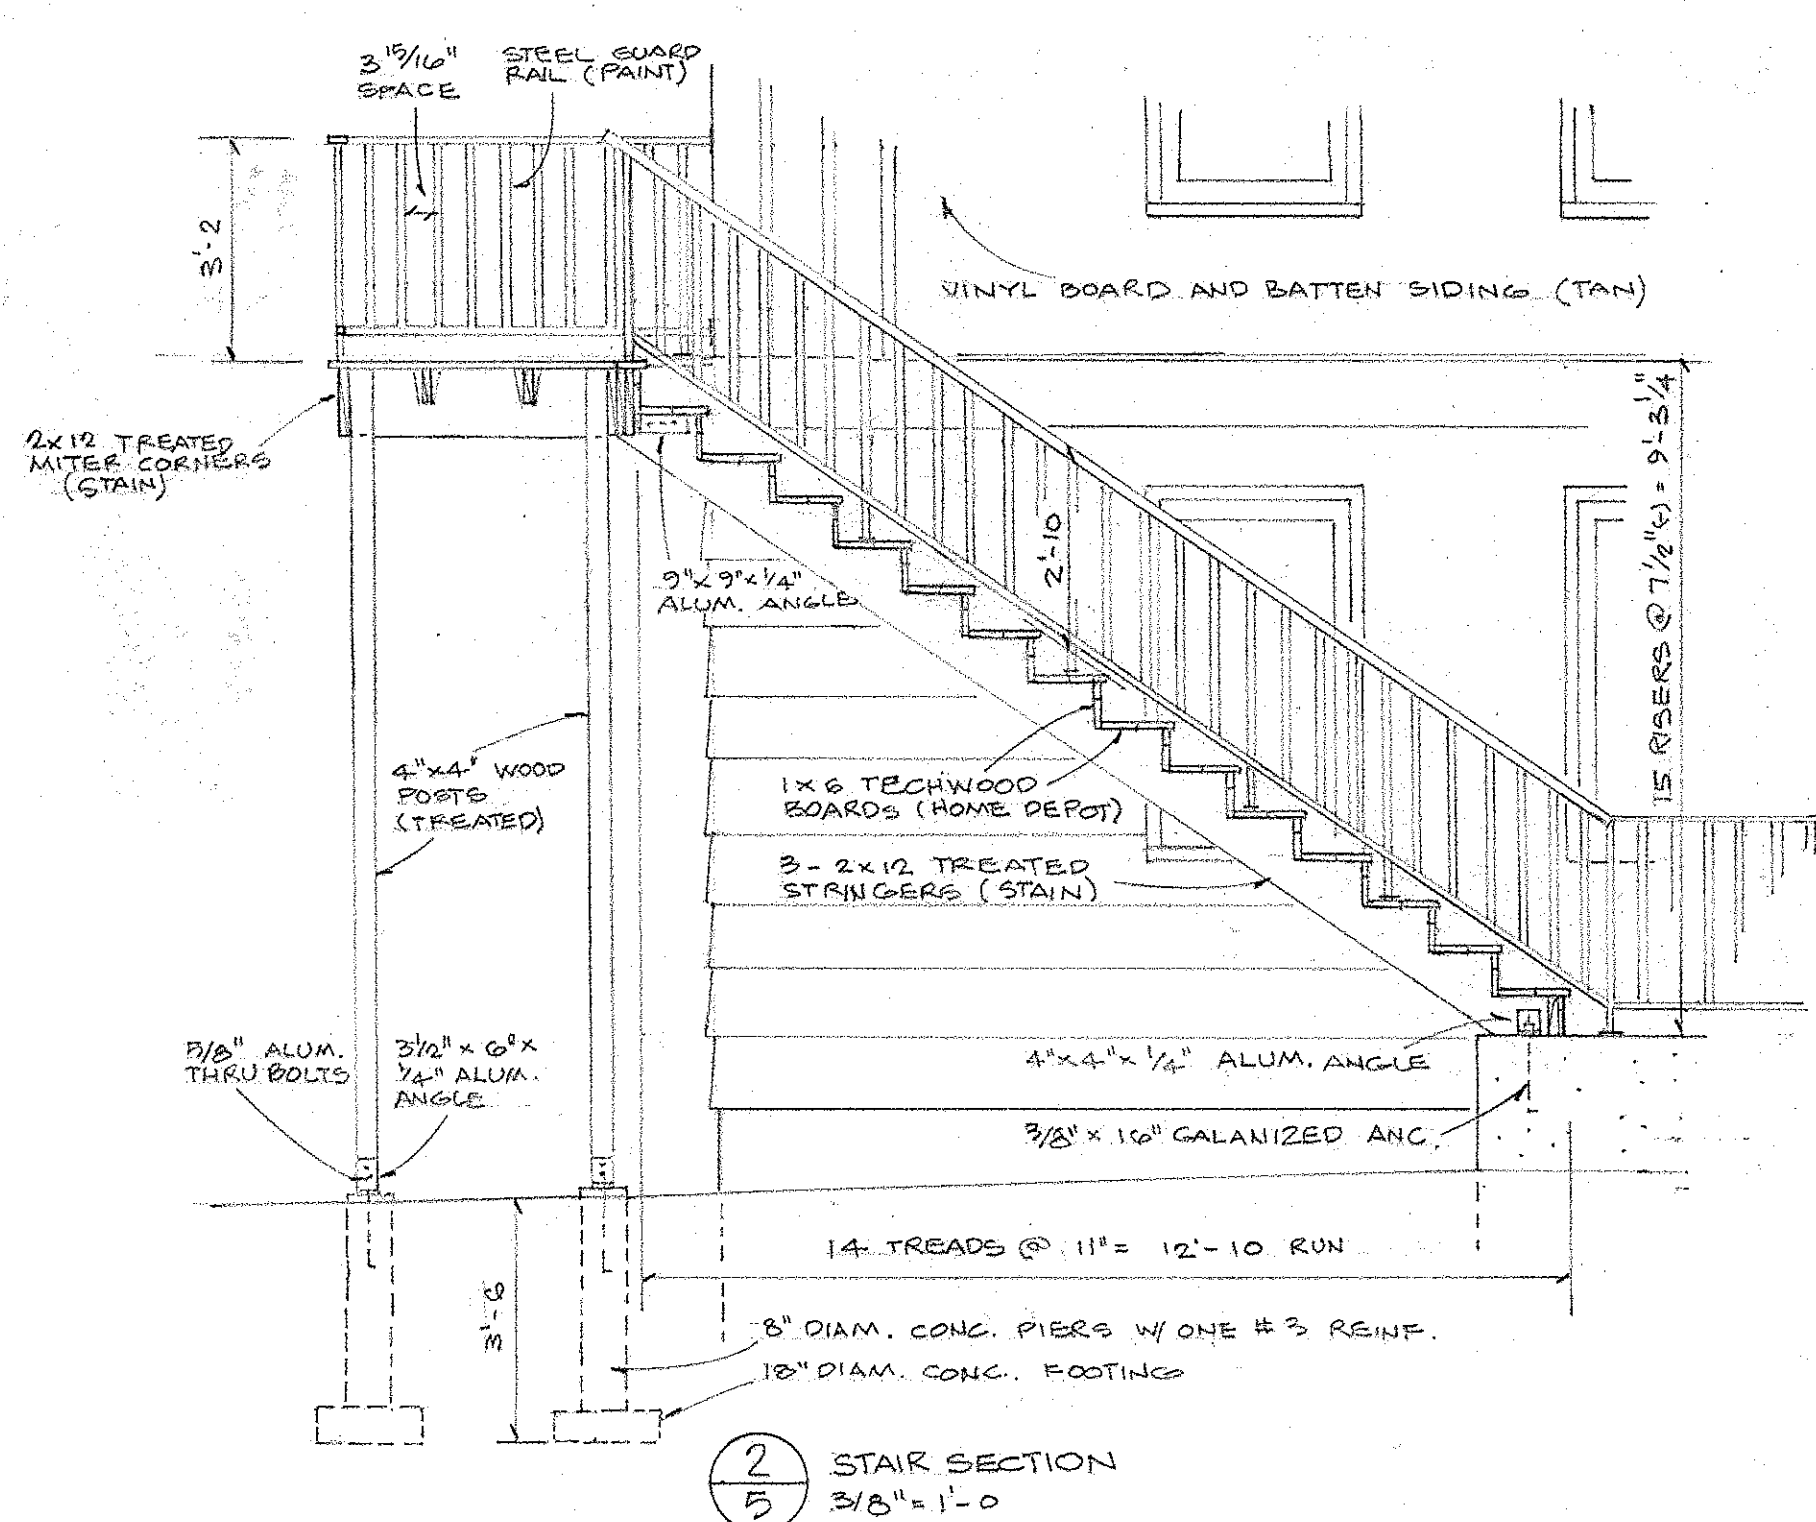 3 15/16"
SPACE
STEEL GUARD
RAIL (PAINT)
3'-2
VINYL BOARD AND BATTEN SIDING (TAN)
2x12 TREATED
MITER CORNERS
(STAIN)
9"x9"x1/4"
ALUM. ANGLE
2'-10
15 RISERS @ 7 1/2"(+) = 9'-3 1/4"
4"x4" WOOD
POSTS
(TREATED)
1x6 TECHWOOD
BOARDS (HOME DEPOT)
3-2x12 TREATED
STRINGERS (STAIN)
5/8" ALUM.
THRU BOLTS
3 1/2" x 6" x
1/4" ALUM.
ANGLE
4"x4"x1/4" ALUM. ANGLE
3/8"x16" GALANIZED ANC.
14 TREADS @ 11" = 12'-10 RUN
3'-6
8" DIAM. CONC. PIERS W/ ONE #3 REINF.
18" DIAM. CONC. FOOTING
2
5
STAIR SECTION
3/8" = 1'-0